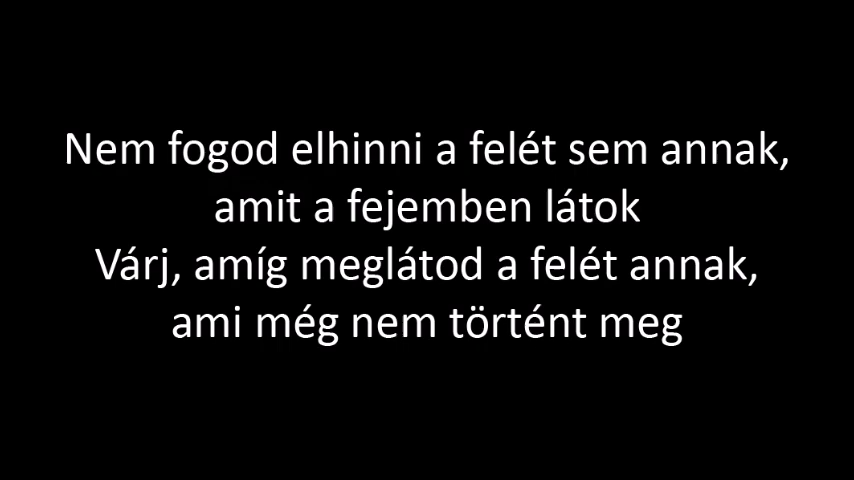 Nem fogod elhinni a felét sem annak,
amit a fejemben látok
Várj, amíg meglátod a felét annak,
ami még nem történt meg